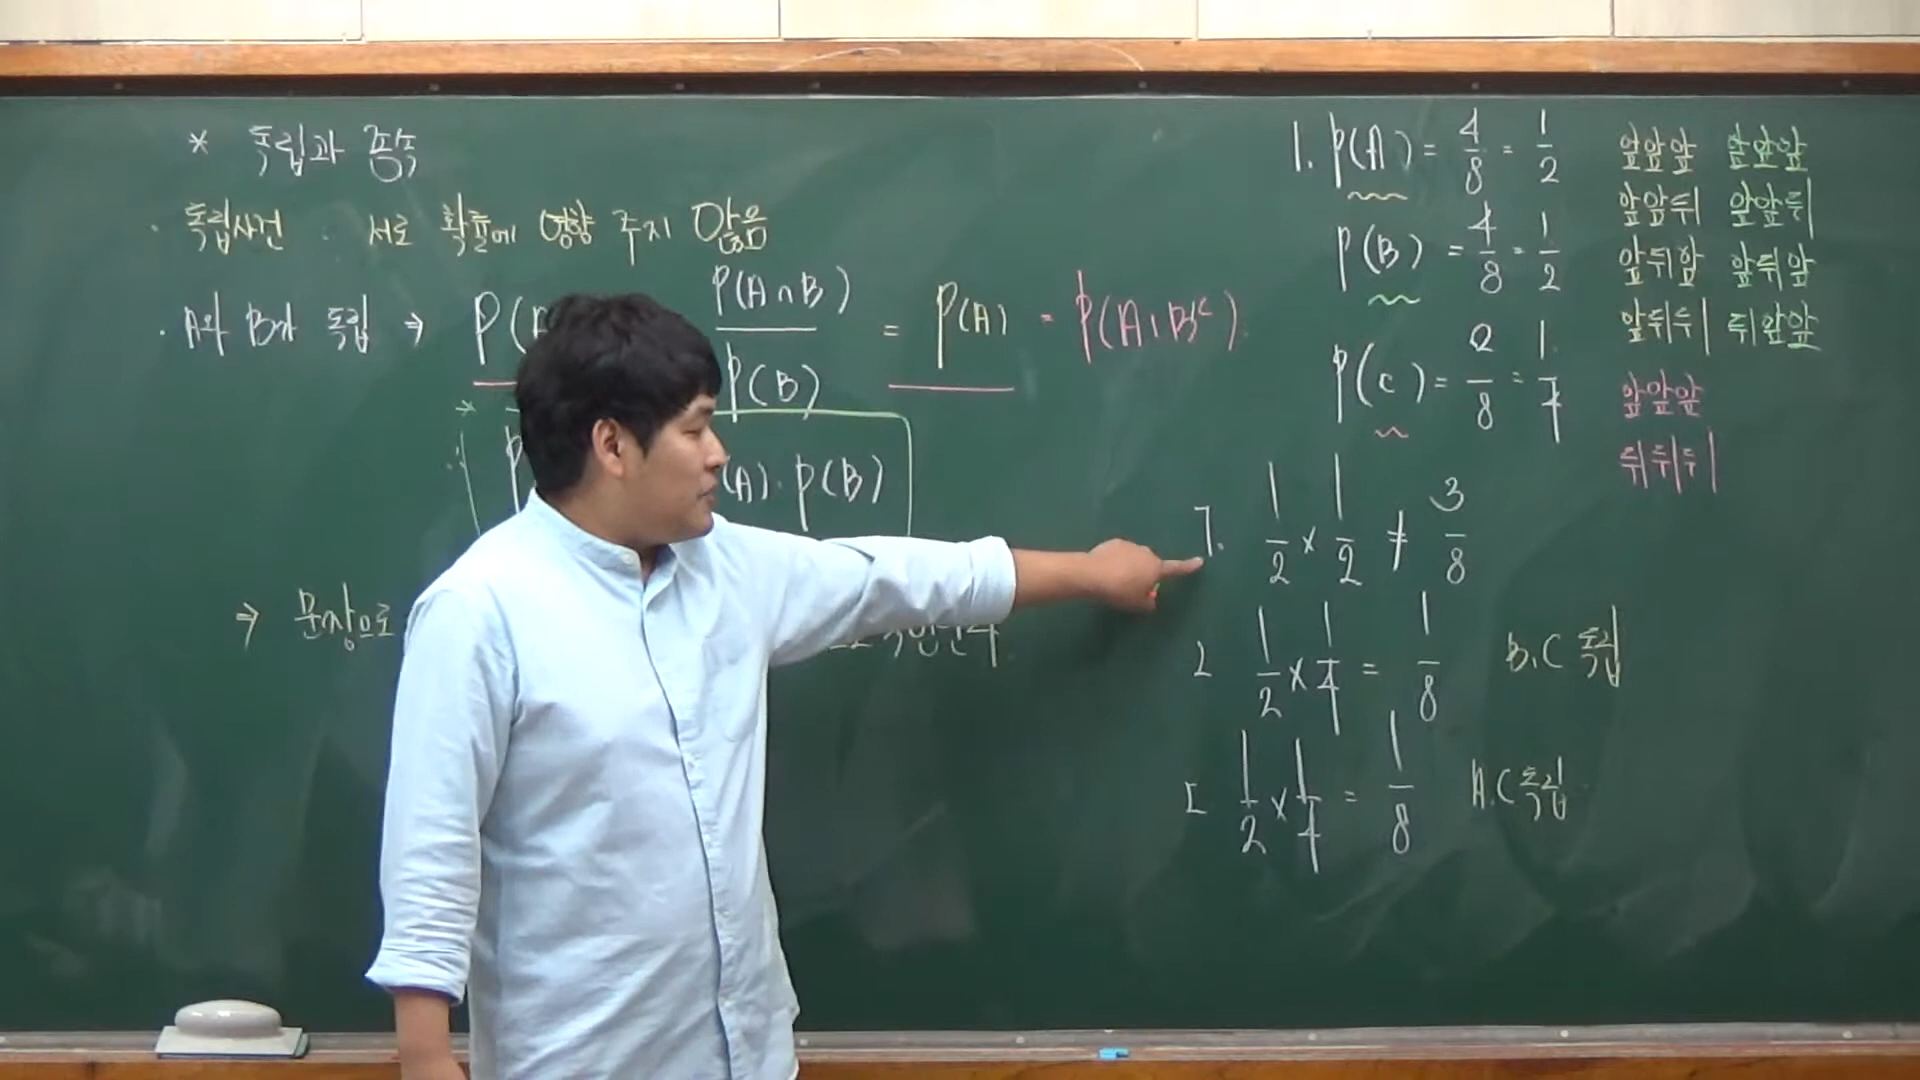 * 독립과 종속
· 독립사건 : 서로 확률에 영향 주지 않음
· A와 B가 독립 ⇒ P(A P(A∩B) / P(B) = P(A) = P(A|B^c).
P (A)·P(B)
⇒ 문장으로
1. P(A) = 4/8 = 1/2
P(B) = 4/8 = 1/2
P(C) = 2/8 = 1/4
앞앞앞 앞앞앞
앞앞뒤 앞앞뒤
앞뒤앞 앞뒤앞
앞뒤뒤 뒤앞앞
앞앞앞
뒤뒤뒤
ㄱ. 1/2 × 1/2 ≠ 3/8
ㄴ 1/2 × 1/4 = 1/8 B, C 독립
ㄷ 1/2 × 1/4 = 1/8 A, C 독립